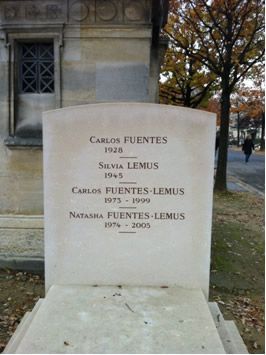 Carlos FUENTES
1928
Silvia LEMUS
1945
Carlos FUENTES-LEMUS
1973 - 1999
Natasha FUENTES-LEMUS
1974 - 2005